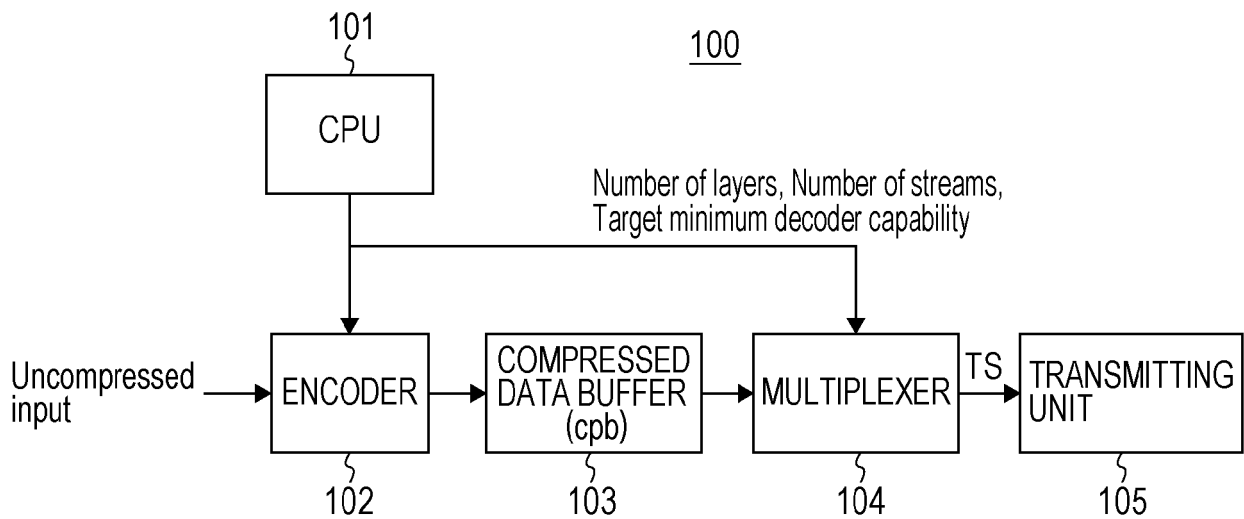 101
100
CPU
Number of layers, Number of streams,
Target minimum decoder capability
Uncompressed
input
ENCODER
COMPRESSED
DATA BUFFER
(cpb)
MULTIPLEXER
TS
TRANSMITTING
UNIT
102
103
104
105